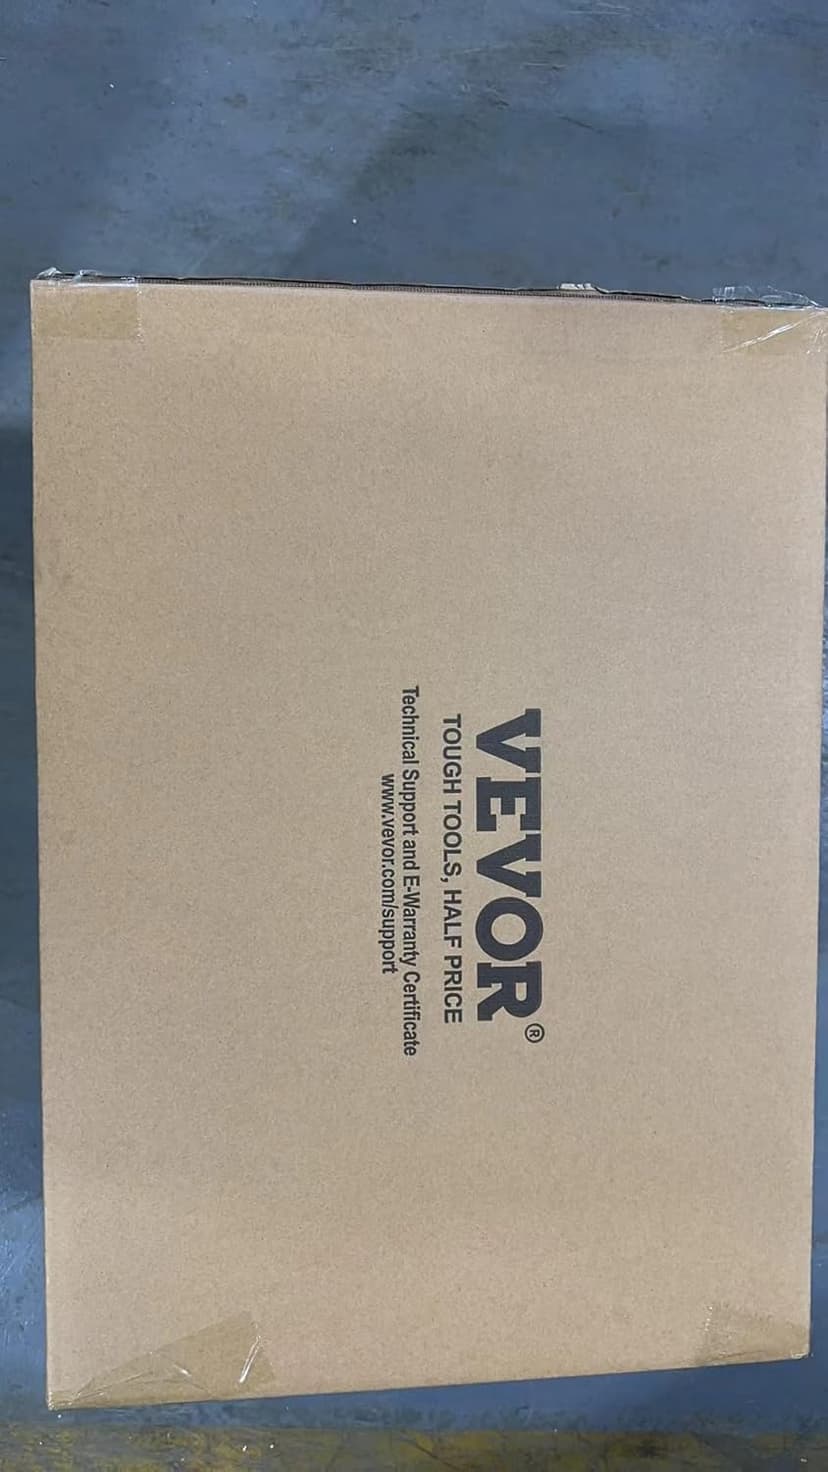 VEVOR®
TOUGH TOOLS, HALF PRICE
Technical Support and E-Warranty Certificate
www.vevor.com/support